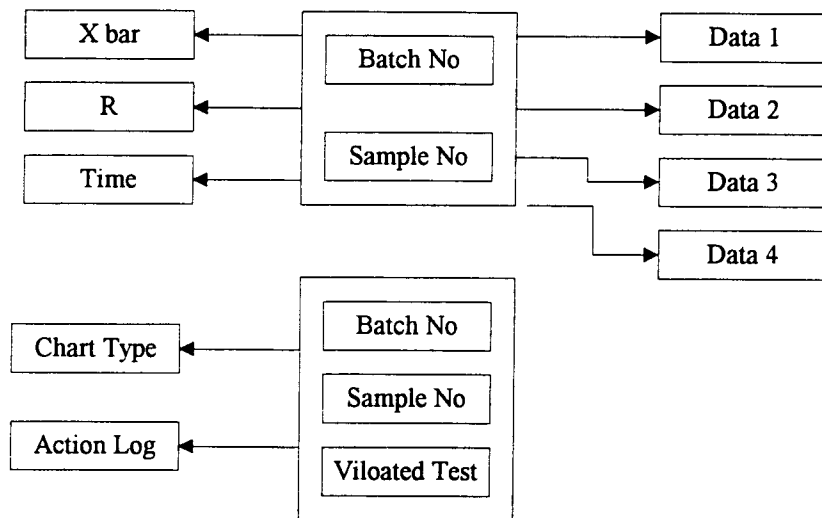 X bar
Batch No
Data 1
R
Data 2
Sample No
Time
Data 3
Data 4
Batch No
Chart Type
Sample No
Action Log
Viloated Test